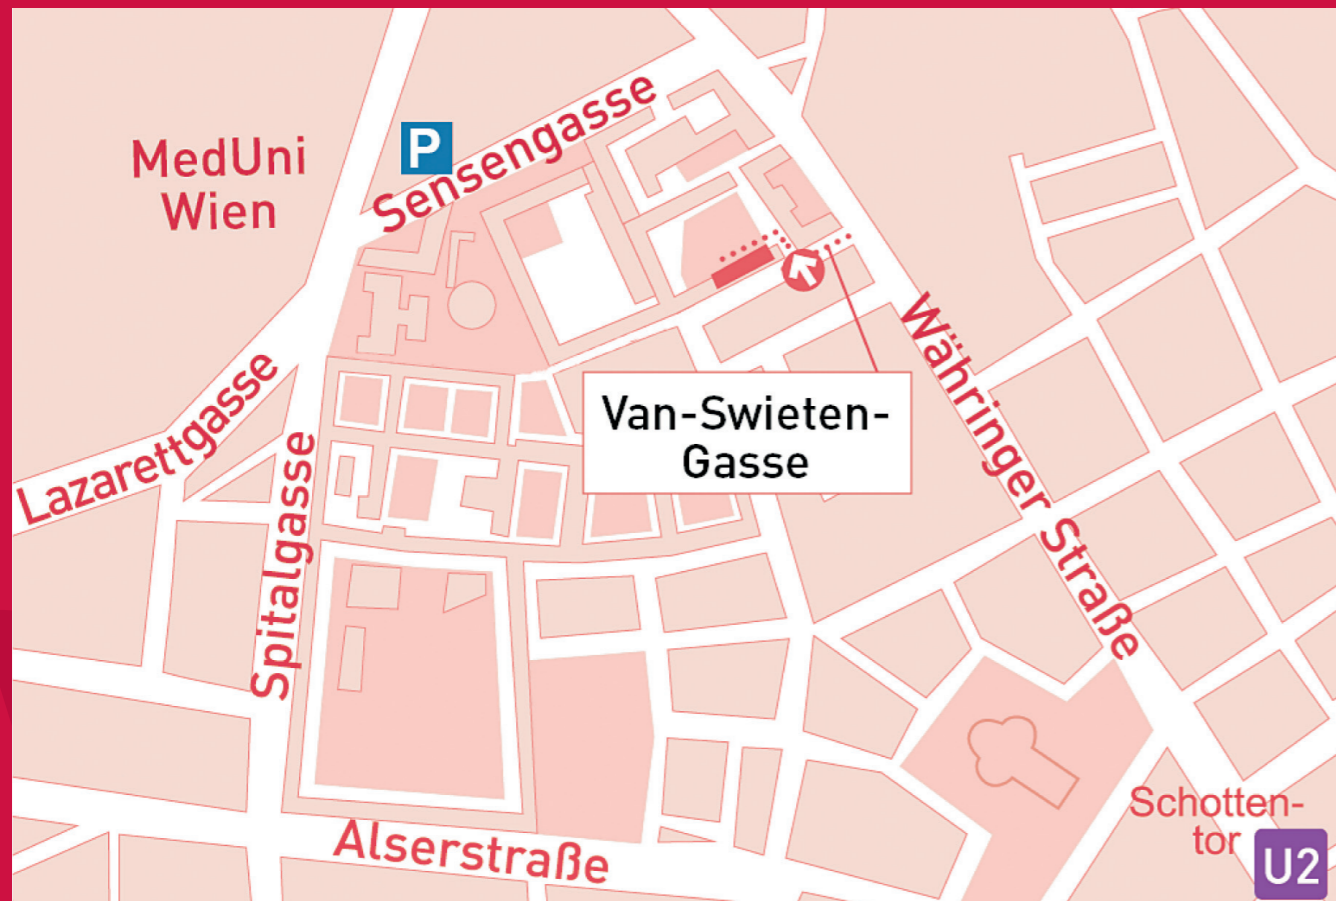 MedUni
Wien
P
Sensengasse
Währinger Straße
Van-Swieten-
Gasse
Lazarettgasse
Spitalgasse
Alserstraße
Schotten-
tor
U2